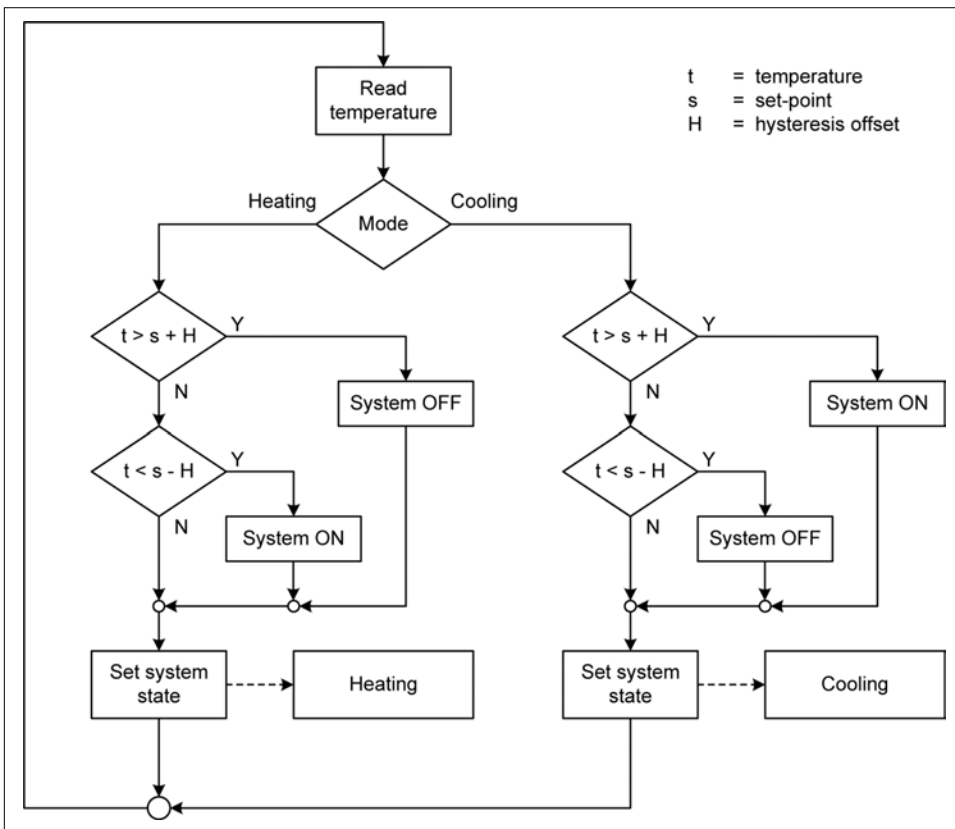 Read
temperature
t = temperature
s = set-point
H = hysteresis offset
Heating
Cooling
Mode
t > s + H
Y
N
System OFF
t < s - H
Y
N
System ON
t > s + H
Y
N
System ON
t < s - H
Y
N
System OFF
Set system
state
Heating
Set system
state
Cooling